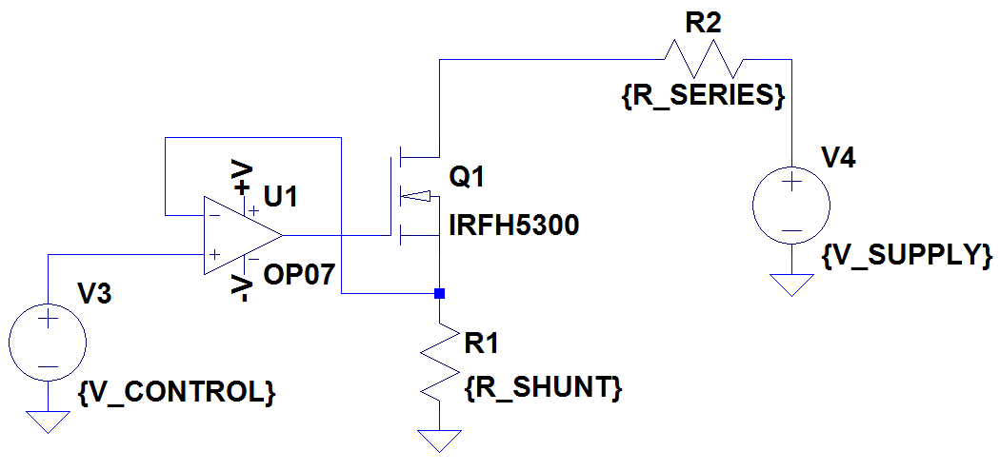 R2
{R_SERIES}
V4
{V_SUPPLY}
+V
U1
OP07
-V
Q1
IRFH5300
V3
{V_CONTROL}
R1
{R_SHUNT}